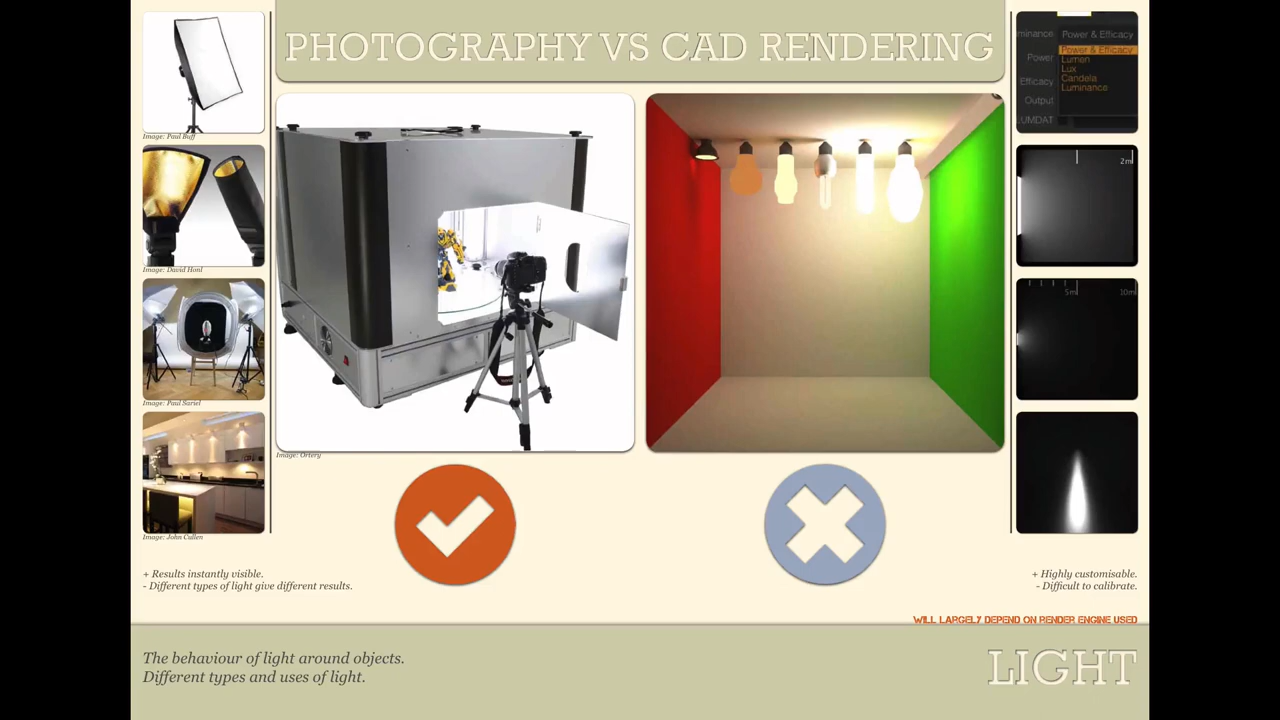 PHOTOGRAPHY VS CAD RENDERING
Image: Paul Buff
Image: David Honl
Image: Paul Sariel
Image: John Cullen
Image: Ortery
minance Power & Efficacy
Power & Efficacy
Power
Lumen
Lux
Efficacy
Candela
Luminance
Output
LUMDAT
2m
5m
10m
+ Results instantly visible.
- Different types of light give different results.
+ Highly customisable.
- Difficult to calibrate.
WILL LARGELY DEPEND ON RENDER ENGINE USED
The behaviour of light around objects.
Different types and uses of light.
LIGHT